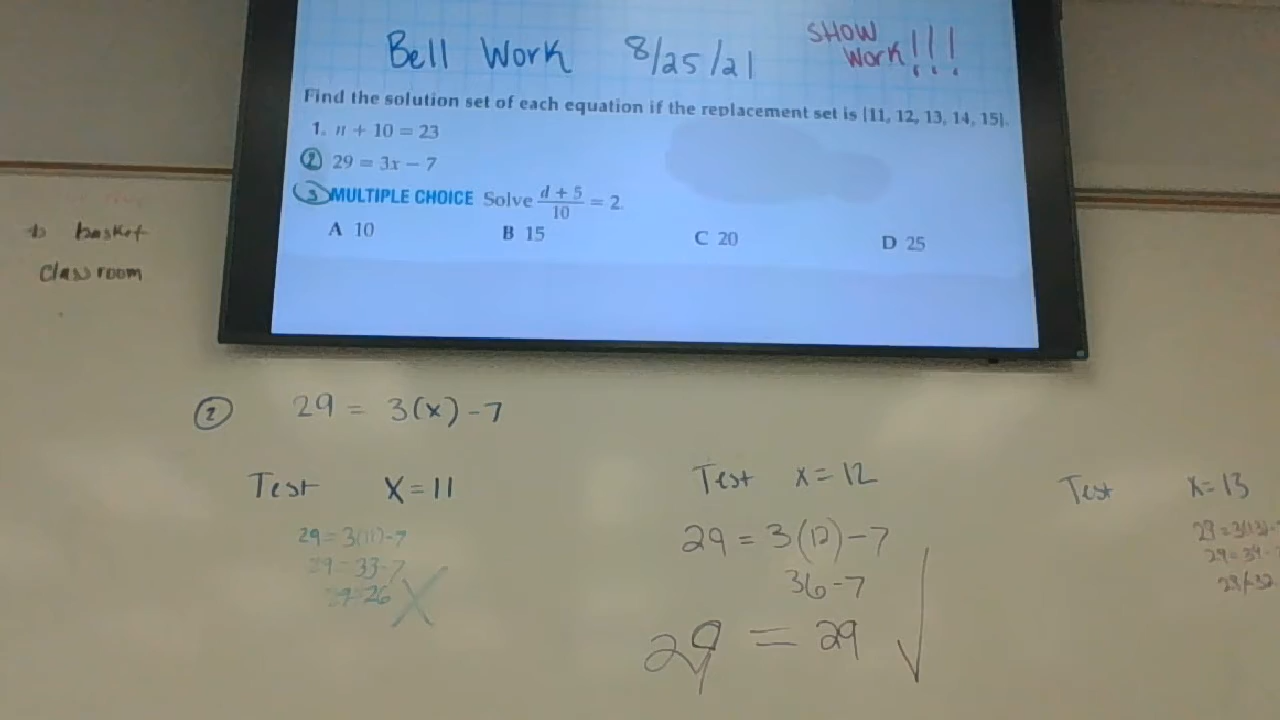 Bell Work 8/25/21 SHOW Work!!!
Find the solution set of each equation if the replacement set is {11, 12, 13, 14, 15}.
1. n + 10 = 23
2 29 = 3x − 7
3 MULTIPLE CHOICE Solve (d + 5)/10 = 2.
A 10 B 15 C 20 D 25
basket
classroom
2 29 = 3(x) - 7
Test X = 11
29 = 3(11) - 7
29 = 33 - 7
29 = 26 X
Test x = 12
29 = 3(12) - 7
36 - 7
29 = 29 ✓
Test x = 13